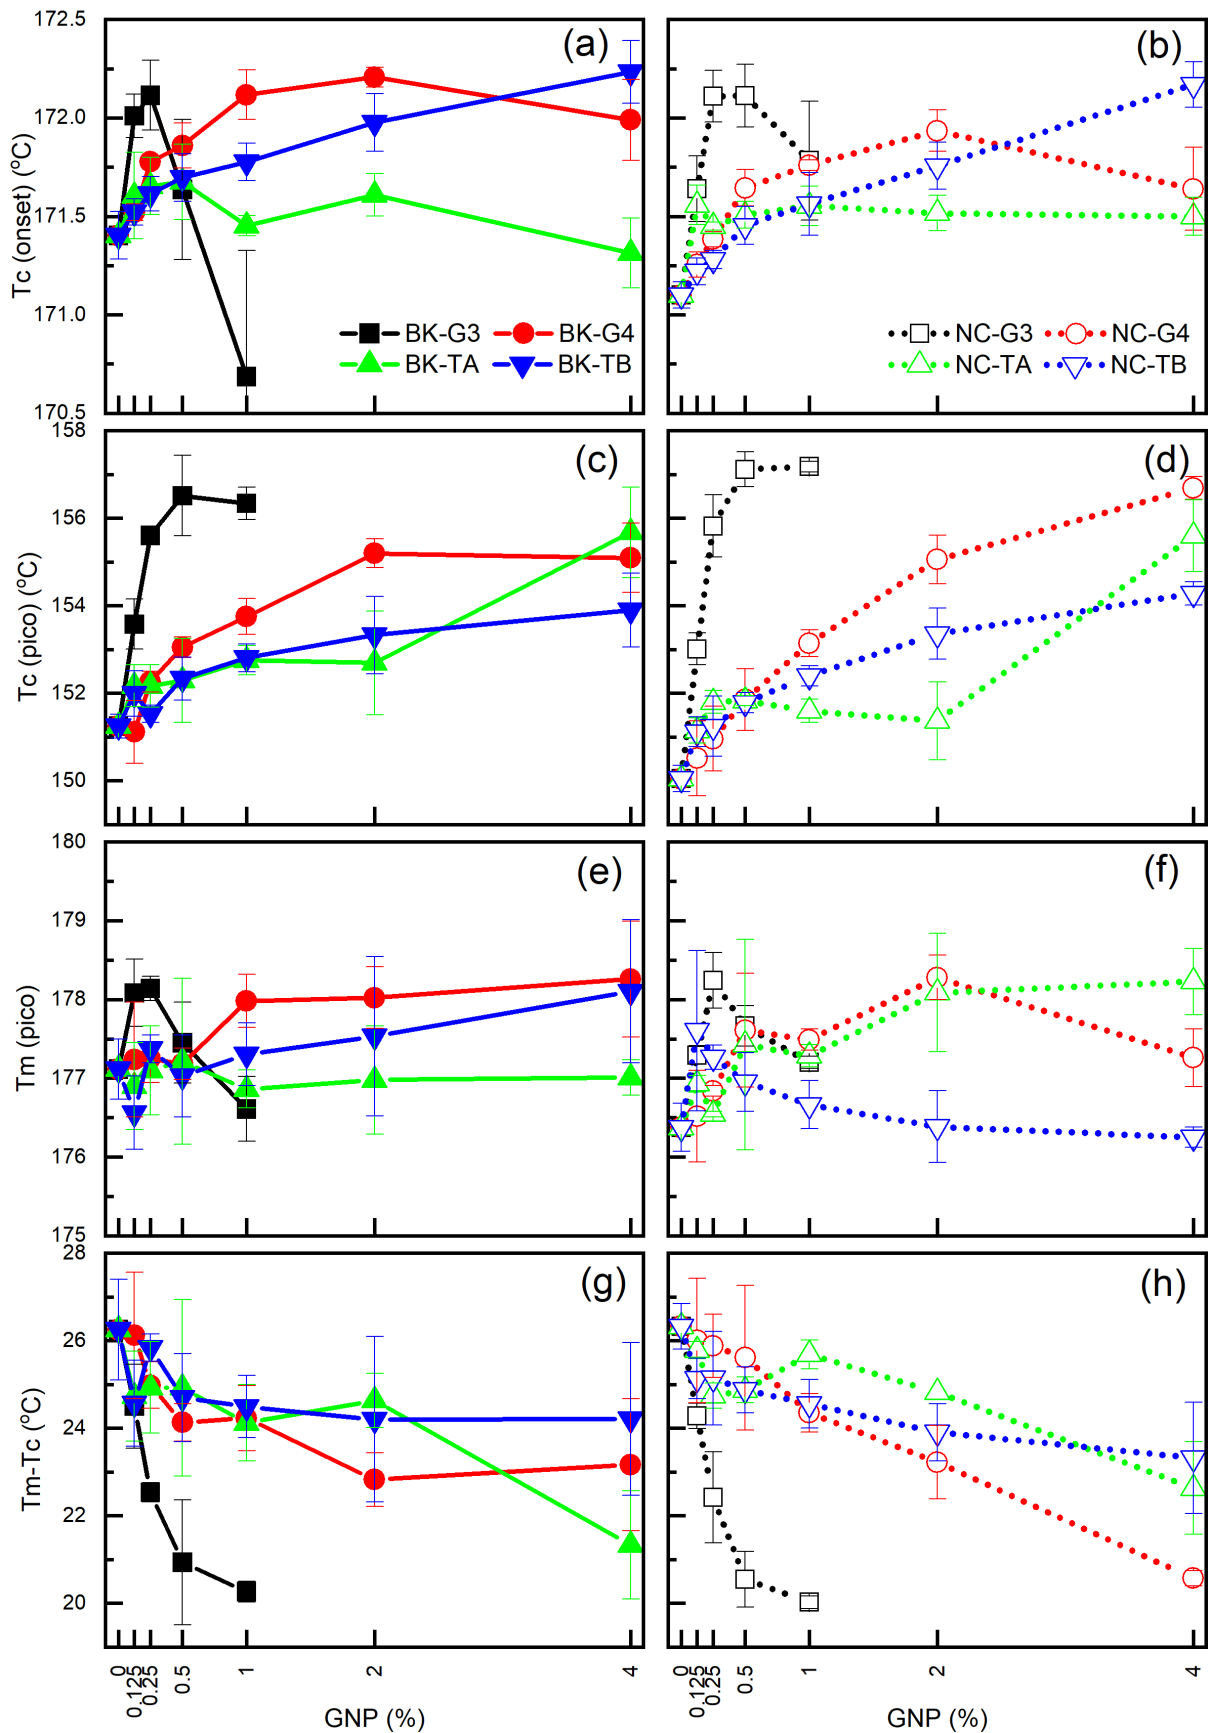 172.5
172.0
171.5
171.0
170.5
Tc (onset) (°C)
(a)
BK-G3 BK-G4
BK-TA BK-TB
(b)
NC-G3 NC-G4
NC-TA NC-TB
158
156
154
152
150
Tc (pico) (°C)
(c)
(d)
180
179
178
177
176
175
Tm (pico)
(e)
(f)
28
26
24
22
20
Tm-Tc (°C)
(g)
(h)
0 0.125 0.25 0.5 1 2 4
0 0.125 0.25 0.5 1 2 4
GNP (%)
GNP (%)